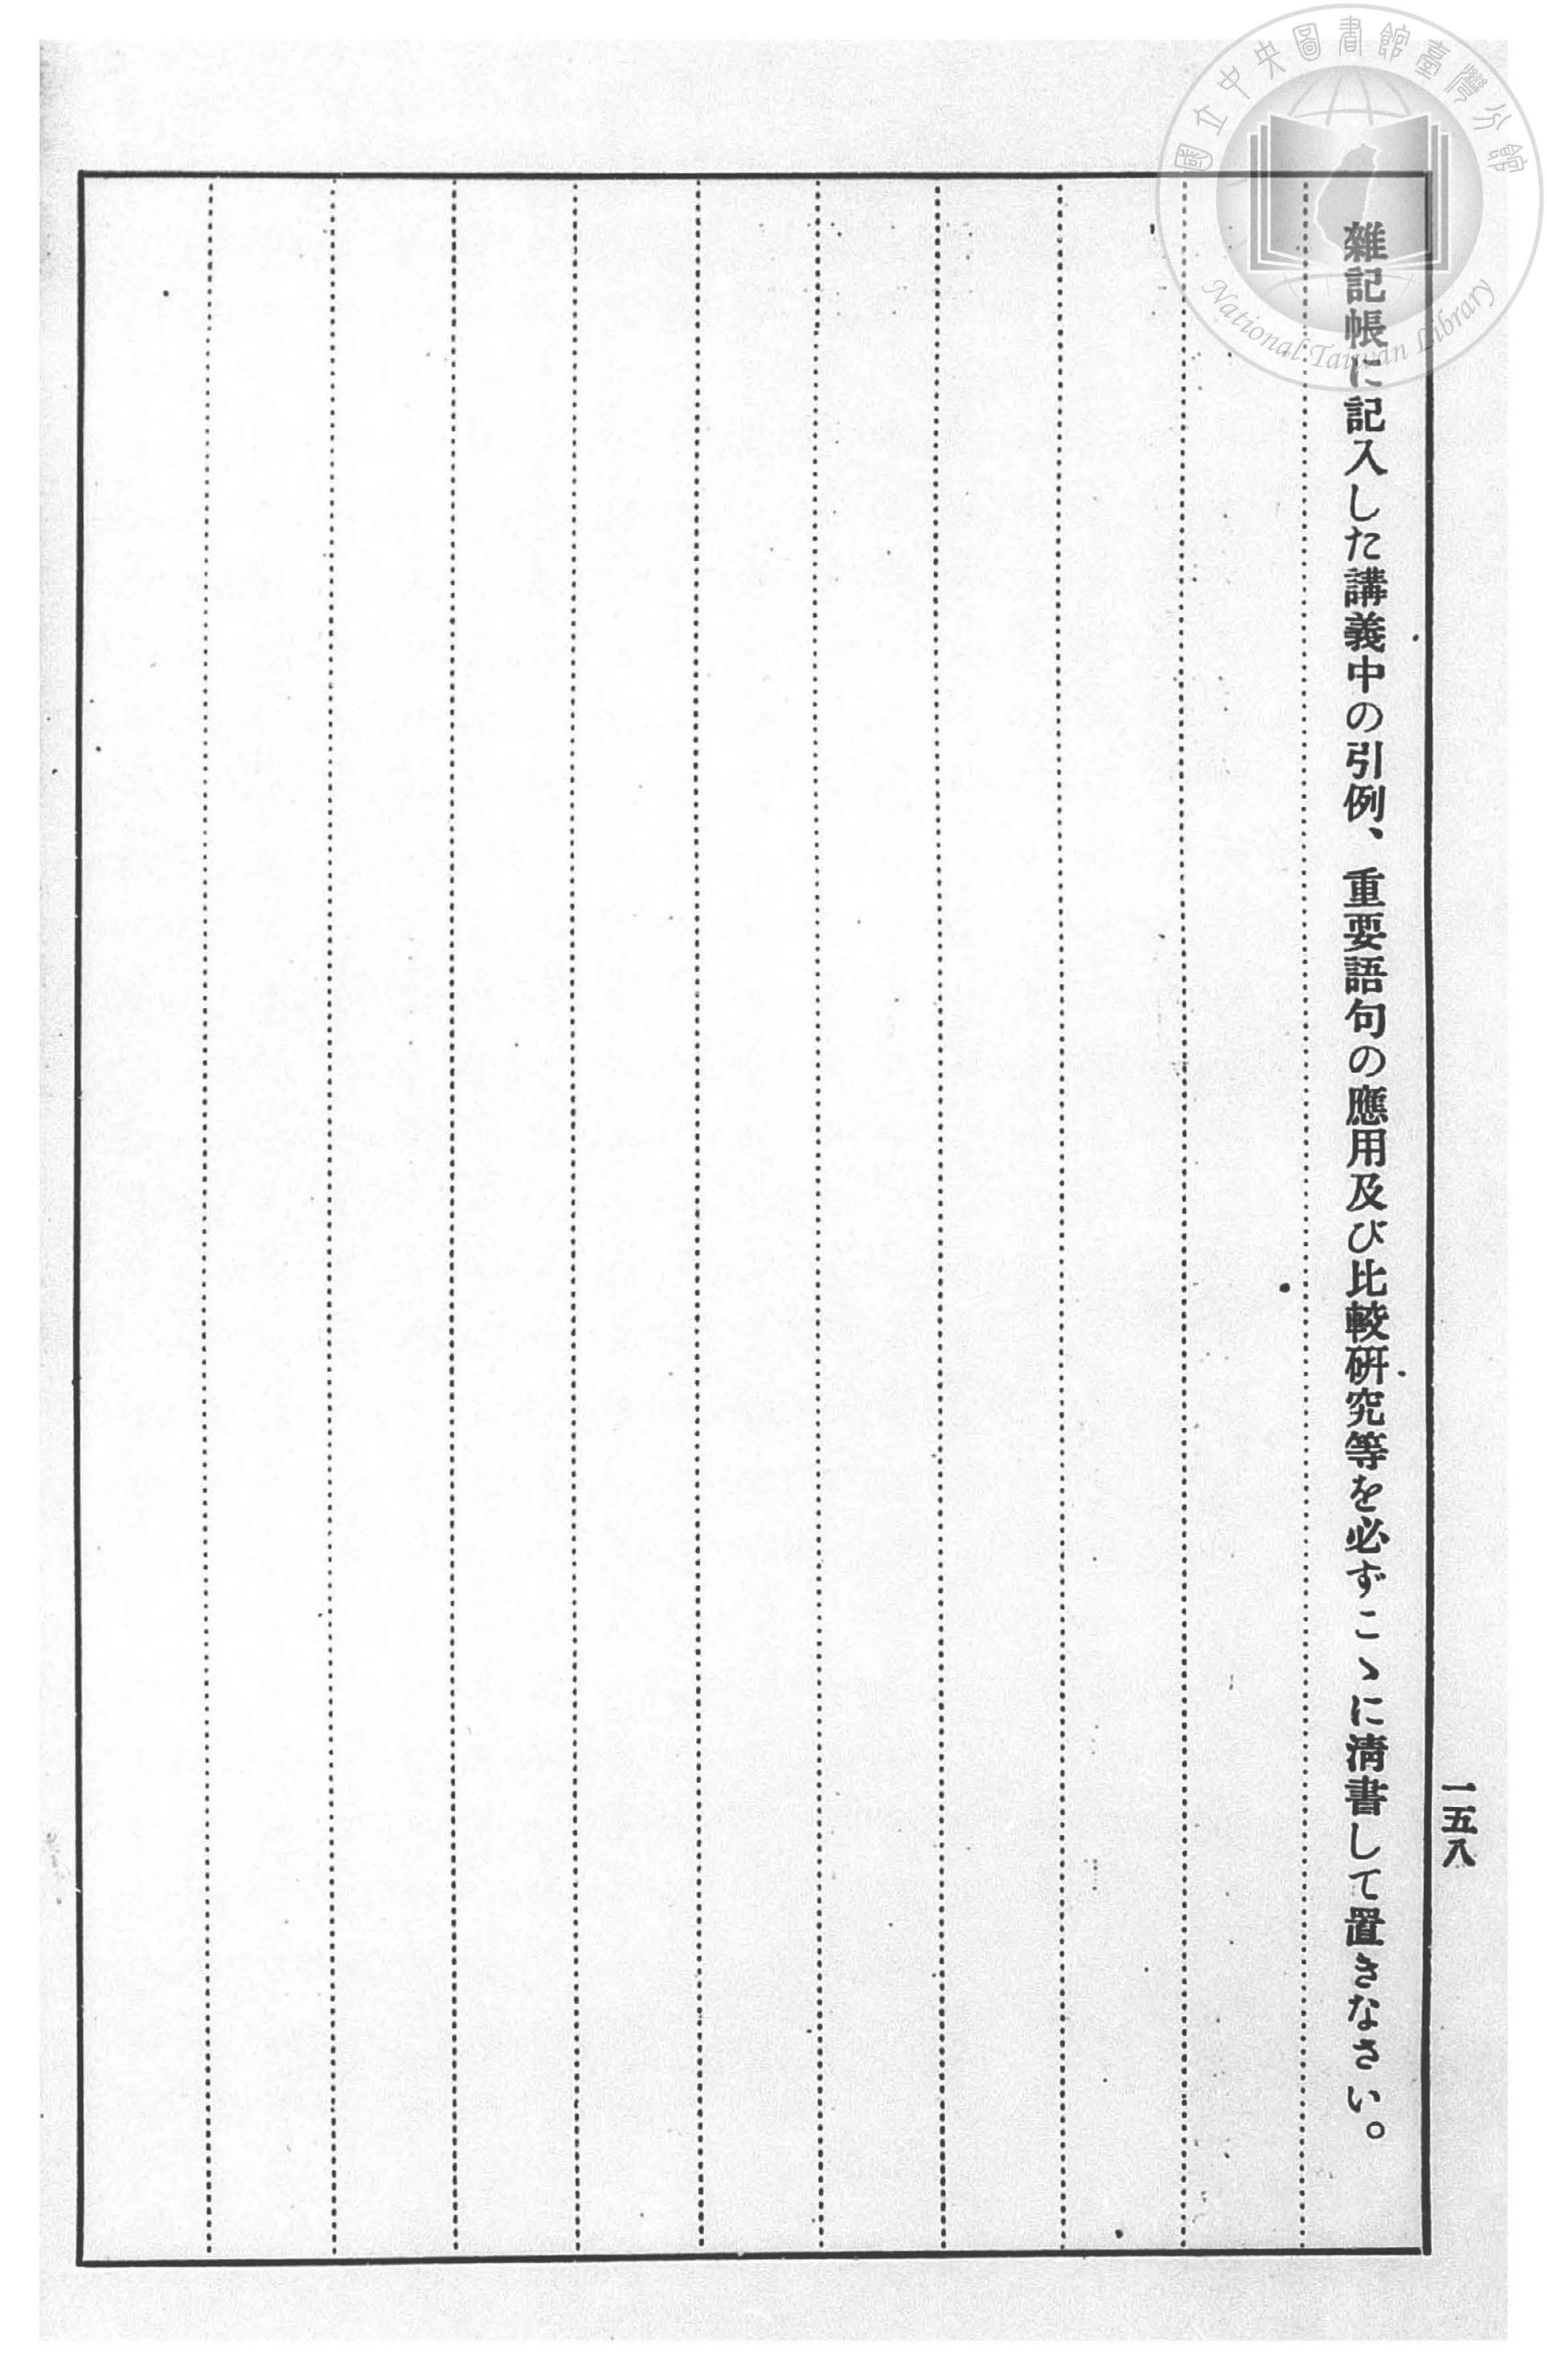 國立中央圖書館臺灣分館
National Taiwan Library
雜記帳に記入した講義中の引例、重要語句の應用及び比較硏究等を必ずこゝに淸書して置きなさい。
一五八